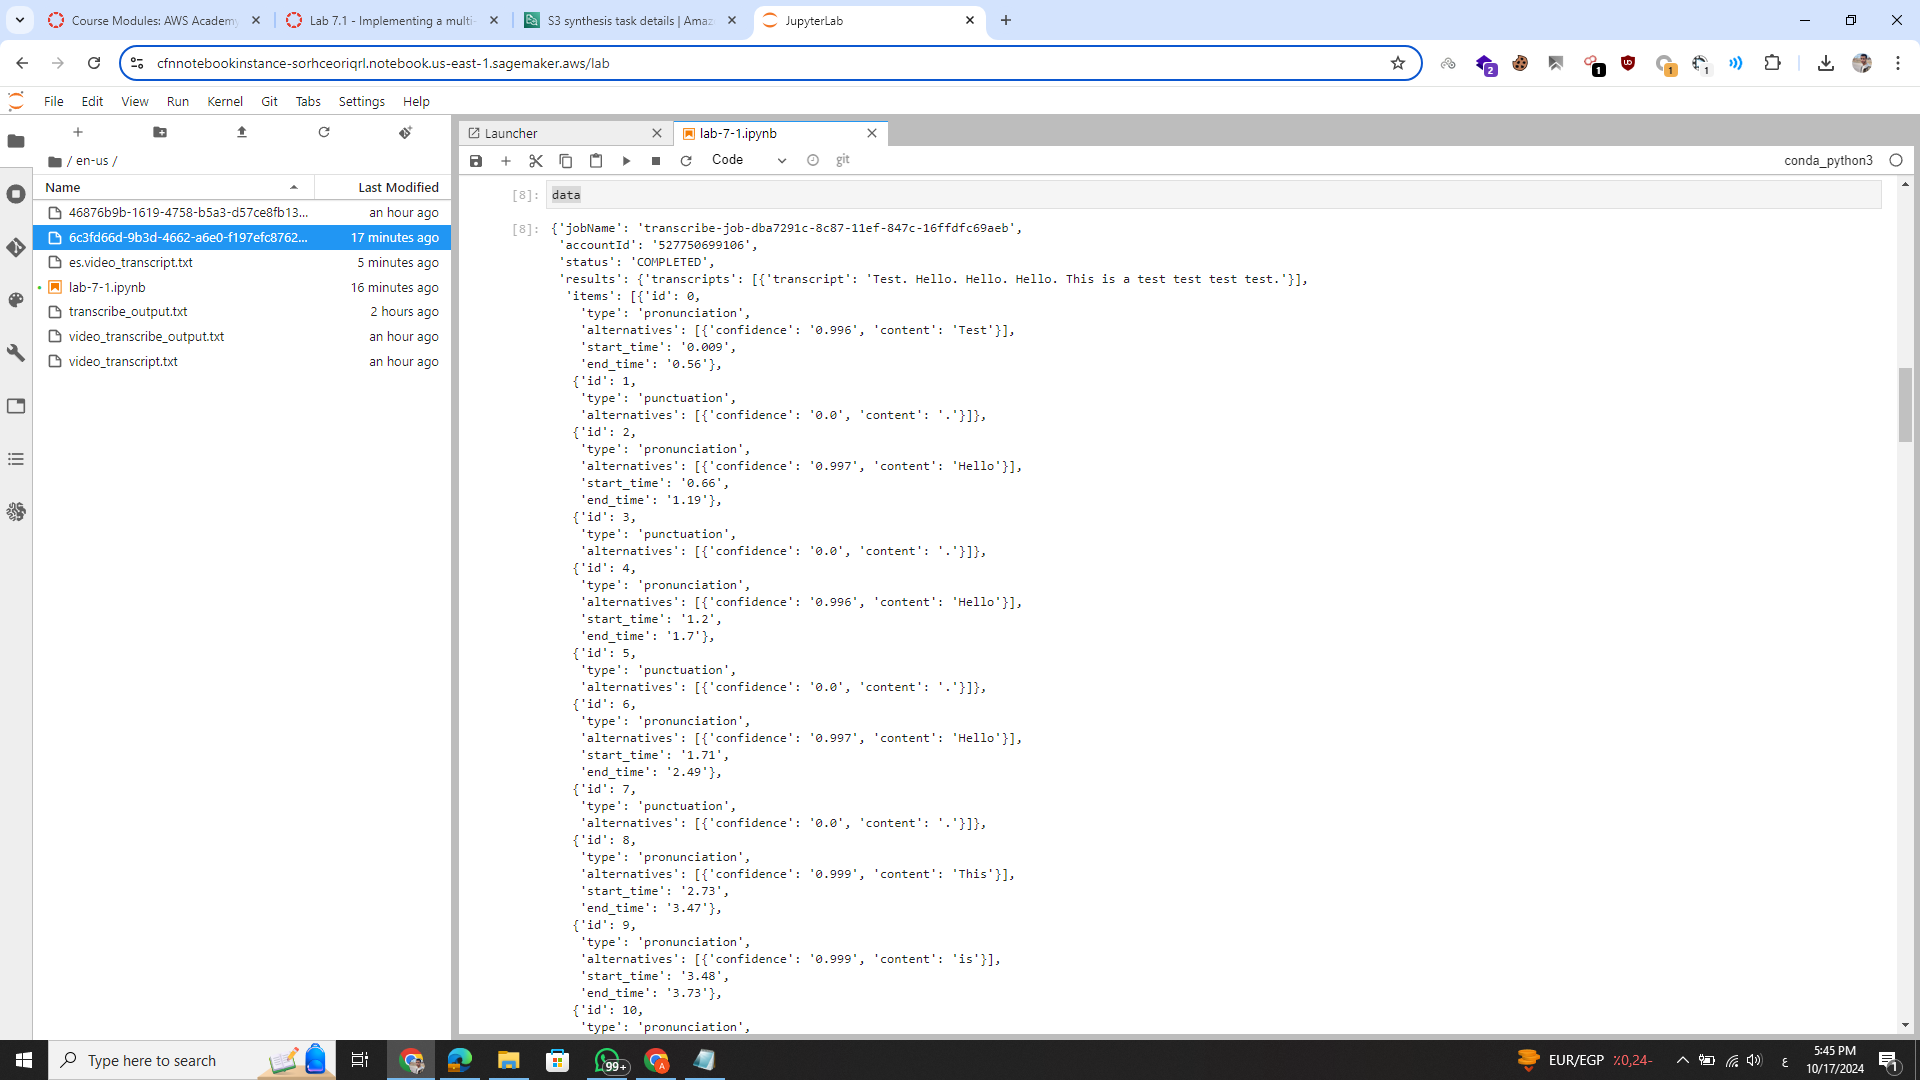 Course Modules: AWS Academy
Lab 7.1 - Implementing a multi-
S3 synthesis task details | Amaz
JupyterLab
cfnnotebookinstance-sorhceoriqrl.notebook.us-east-1.sagemaker.aws/lab
2
1
1
1
File Edit View Run Kernel Git Tabs Settings Help
Launcher
lab-7-1.ipynb
/ en-us /
Code
git
conda_python3
Name Last Modified
46876b9b-1619-4758-b5a3-d57ce8fb13... an hour ago
6c3fd66d-9b3d-4662-a6e0-f197efc8762... 17 minutes ago
es.video_transcript.txt 5 minutes ago
lab-7-1.ipynb 16 minutes ago
transcribe_output.txt 2 hours ago
video_transcribe_output.txt an hour ago
video_transcript.txt an hour ago
[8]: data
[8]: {'jobName': 'transcribe-job-dba7291c-8c87-11ef-847c-16ffdfc69aeb',
'accountId': '527750699106',
'status': 'COMPLETED',
'results': {'transcripts': [{'transcript': 'Test. Hello. Hello. Hello. This is a test test test test.'}],
'items': [{'id': 0,
'type': 'pronunciation',
'alternatives': [{'confidence': '0.996', 'content': 'Test'}],
'start_time': '0.009',
'end_time': '0.56'},
{'id': 1,
'type': 'punctuation',
'alternatives': [{'confidence': '0.0', 'content': '.'}]},
{'id': 2,
'type': 'pronunciation',
'alternatives': [{'confidence': '0.997', 'content': 'Hello'}],
'start_time': '0.66',
'end_time': '1.19'},
{'id': 3,
'type': 'punctuation',
'alternatives': [{'confidence': '0.0', 'content': '.'}]},
{'id': 4,
'type': 'pronunciation',
'alternatives': [{'confidence': '0.996', 'content': 'Hello'}],
'start_time': '1.2',
'end_time': '1.7'},
{'id': 5,
'type': 'punctuation',
'alternatives': [{'confidence': '0.0', 'content': '.'}]},
{'id': 6,
'type': 'pronunciation',
'alternatives': [{'confidence': '0.997', 'content': 'Hello'}],
'start_time': '1.71',
'end_time': '2.49'},
{'id': 7,
'type': 'punctuation',
'alternatives': [{'confidence': '0.0', 'content': '.'}]},
{'id': 8,
'type': 'pronunciation',
'alternatives': [{'confidence': '0.999', 'content': 'This'}],
'start_time': '2.73',
'end_time': '3.47'},
{'id': 9,
'type': 'pronunciation',
'alternatives': [{'confidence': '0.999', 'content': 'is'}],
'start_time': '3.48',
'end_time': '3.73'},
{'id': 10,
'type': 'pronunciation',
Type here to search
99+
A
EUR/EGP ٪0,24-
ع
5:45 PM
10/17/2024
1